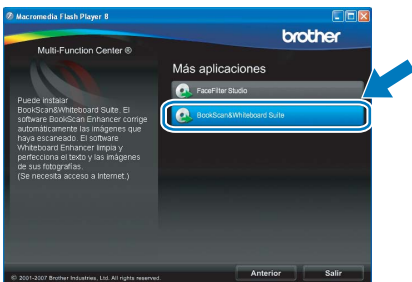 Macromedia Flash Player 8
brother
Multi-Function Center ®
Más aplicaciones
FaceFilter Studio
BookScan&Whiteboard Suite
Puede instalar
BookScan&Whiteboard Suite. El
software BookScan Enhancer corrige
automáticamente las imágenes que
haya escaneado. El software
Whiteboard Enhancer limpia y
perfecciona el texto y las imágenes
de sus fotografías.
(Se necesita acceso a Internet.)
Anterior
Salir
© 2001-2007 Brother Industries, Ltd. All rights reserved.